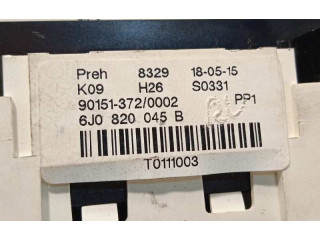 Preh 8329 18-05-15
K09 H26 S0331
90151-372/0002 PP1
6J0 820 045 B
T0111003